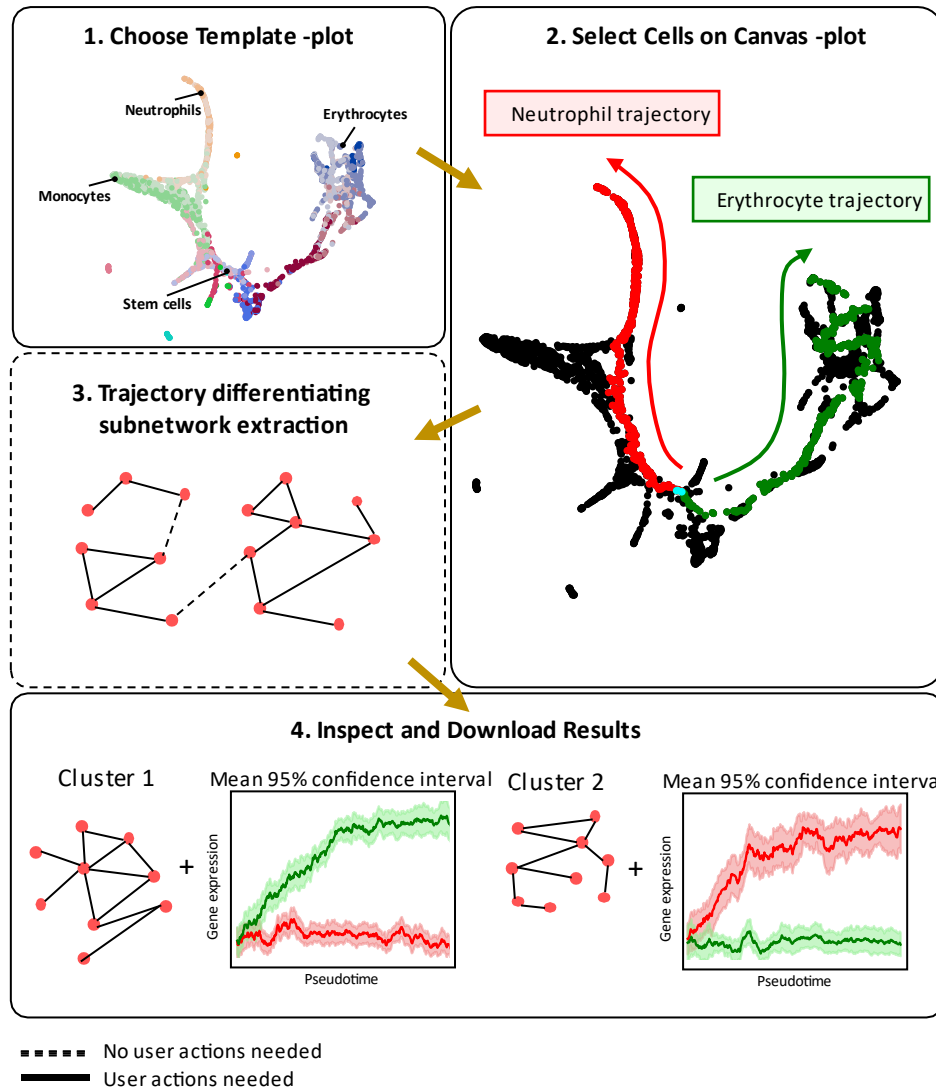 1. Choose Template -plot
Neutrophils
Erythrocytes
Monocytes
Stem cells
2. Select Cells on Canvas -plot
Neutrophil trajectory
Erythrocyte trajectory
3. Trajectory differentiating
subnetwork extraction
4. Inspect and Download Results
Cluster 1
Mean 95% confidence interval
+
Gene expression
Pseudotime
Cluster 2
Mean 95% confidence interva
+
Gene expression
Pseudotime
No user actions needed
User actions needed